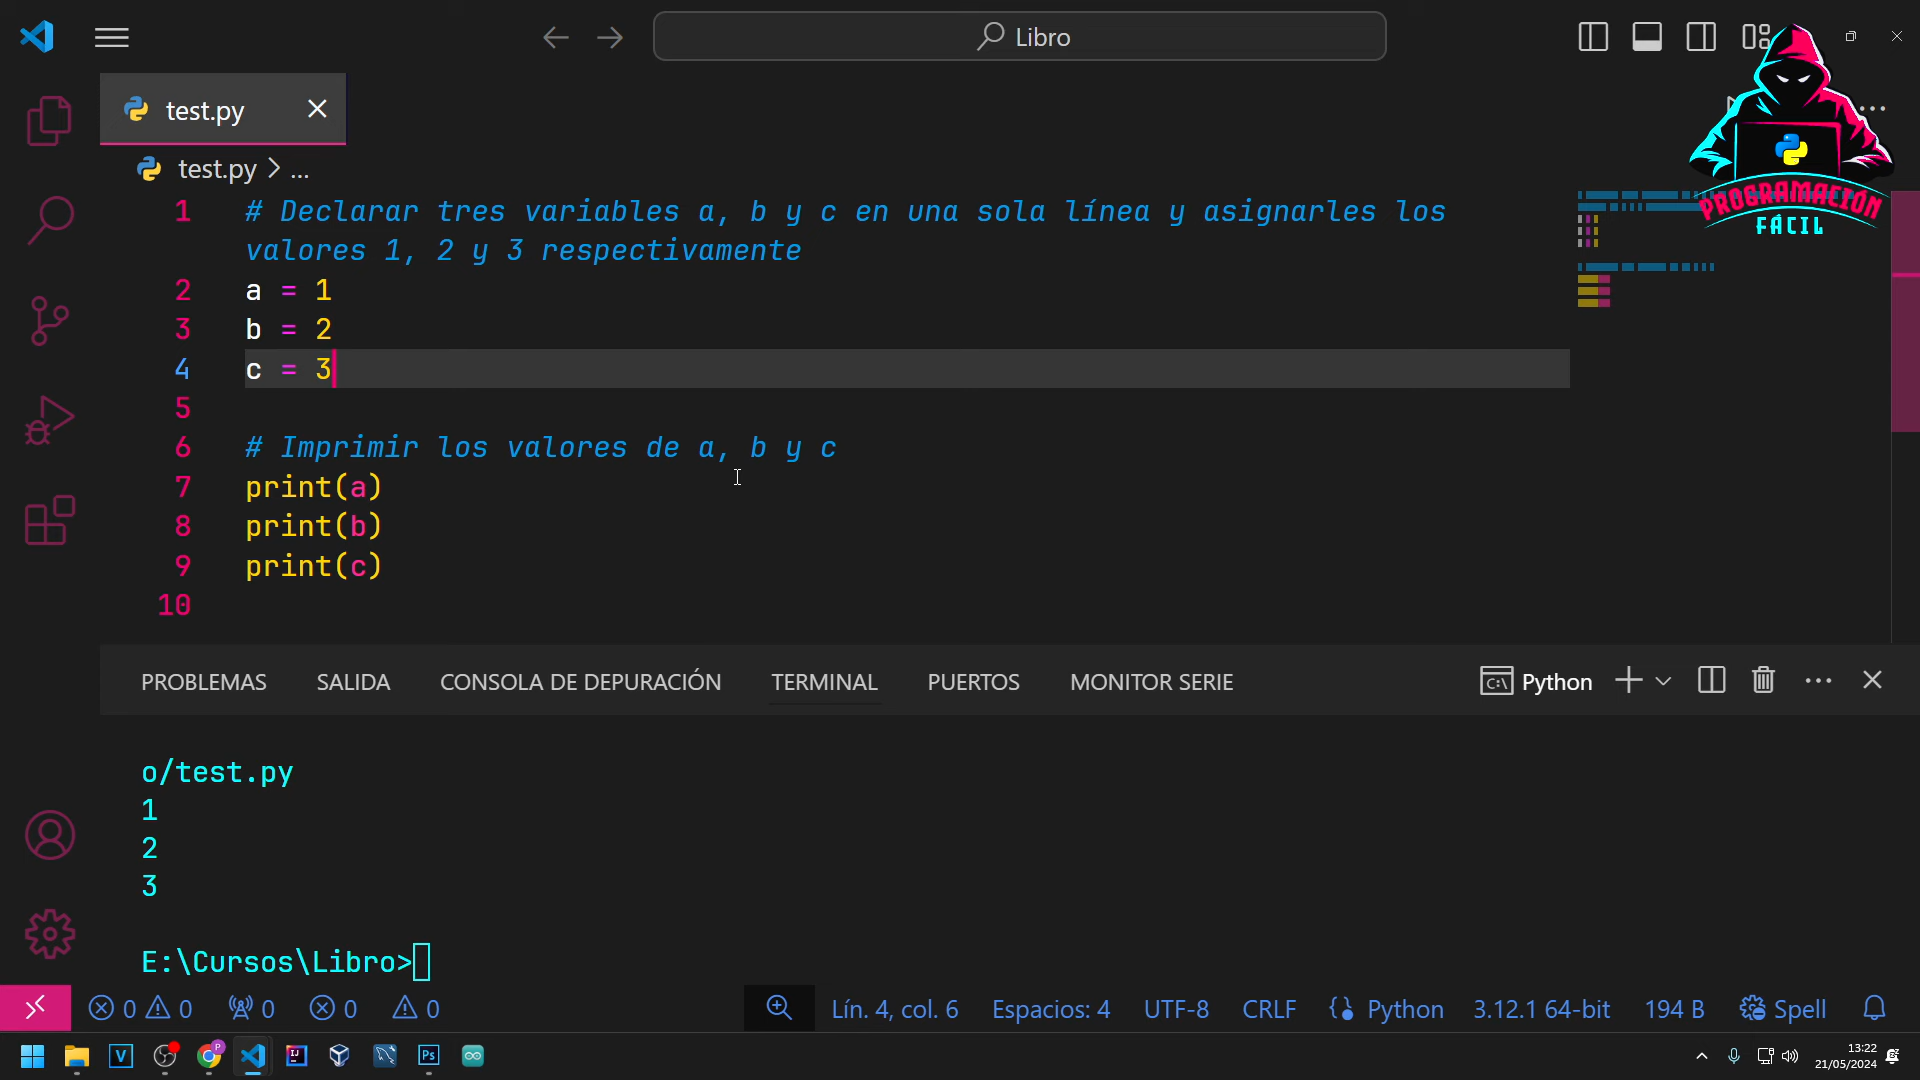 Libro
test.py
test.py > ...
PROGRAMACIÓN
FÁCIL
1 # Declarar tres variables a, b y c en una sola línea y asignarles los
valores 1, 2 y 3 respectivamente
2 a = 1
3 b = 2
4 c = 3
5
6 # Imprimir los valores de a, b y c
7 print(a)
8 print(b)
9 print(c)
10
PROBLEMAS SALIDA CONSOLA DE DEPURACIÓN TERMINAL PUERTOS MONITOR SERIE Python
o/test.py
1
2
3
E:\Cursos\Libro>
0 0 0 0 0 Lín. 4, col. 6 Espacios: 4 UTF-8 CRLF Python 3.12.1 64-bit 194 B Spell
13:22
21/05/2024